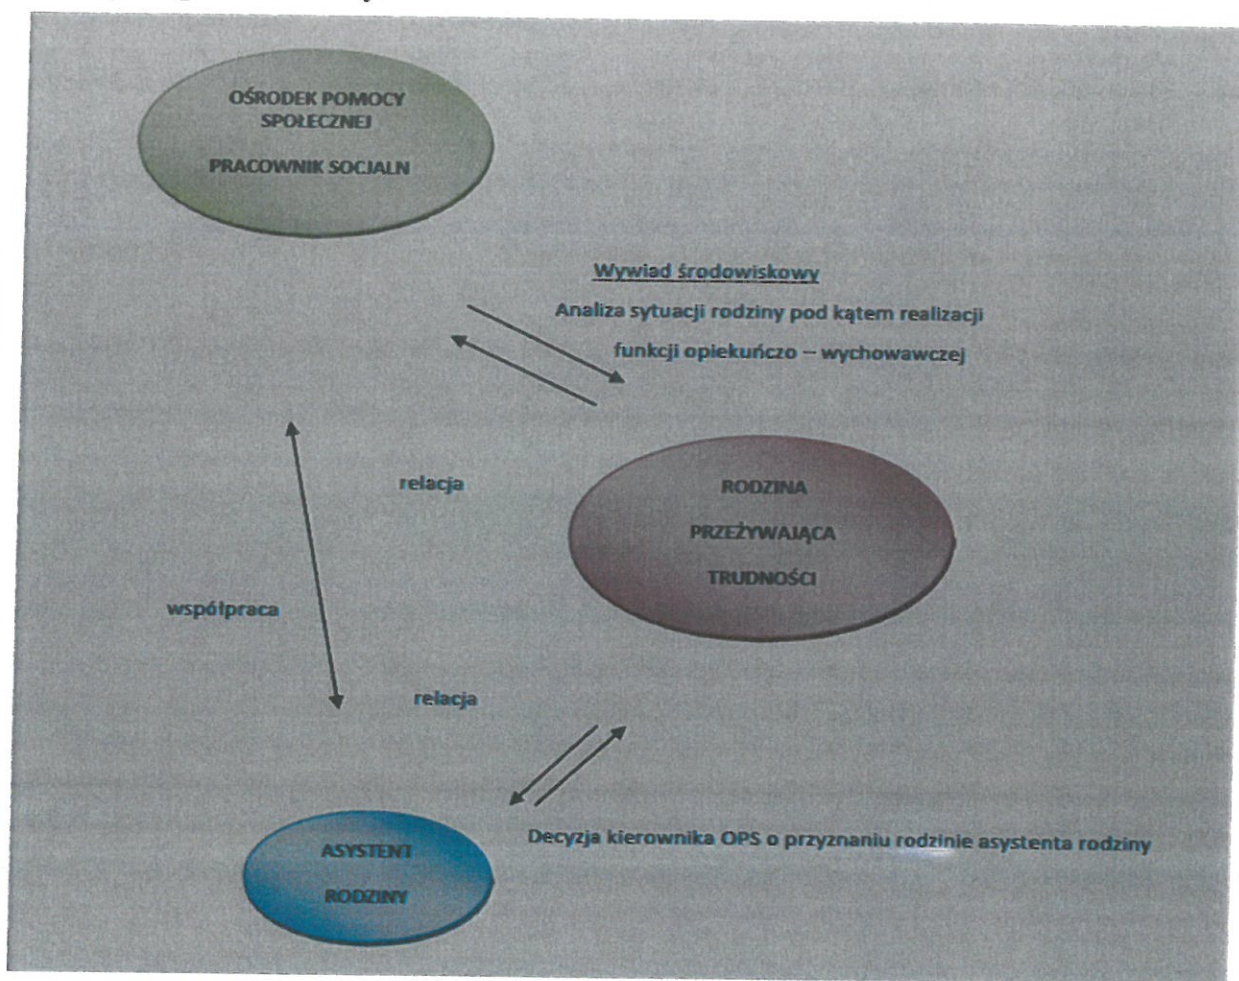 OŚRODEK POMOCY
SPOŁECZNEJ
PRACOWNIK SOCJALN
Wywiad środowiskowy
Analiza sytuacji rodziny pod kątem realizacji
funkcji opiekuńczo – wychowawczej
relacja
RODZINA
PRZEŻYWAJĄCA
TRUDNOŚCI
współpraca
relacja
Decyzja kierownika OPS o przyznaniu rodzinie asystenta rodziny
ASYSTENT
RODZINY